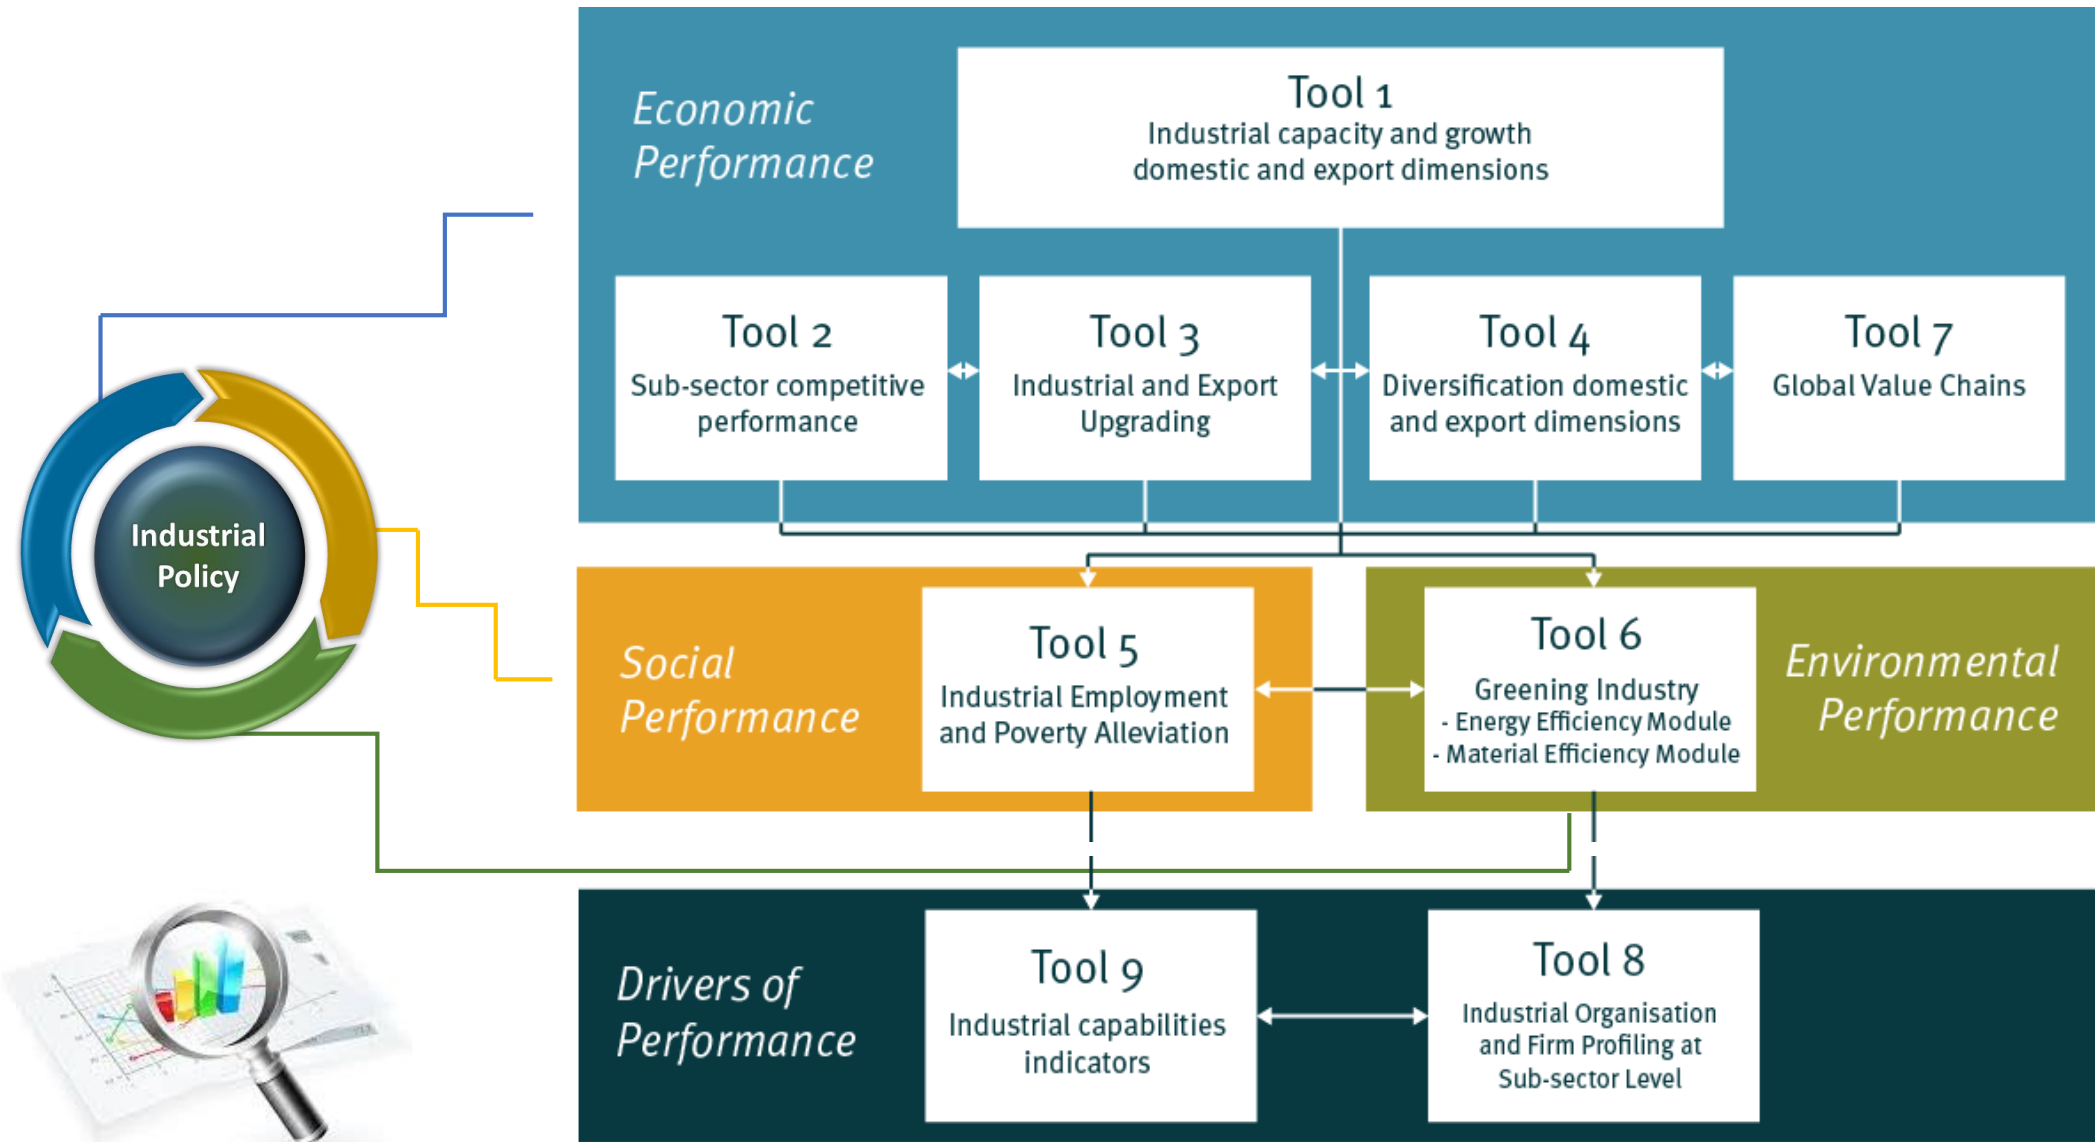 Economic
Performance
Tool 1
Industrial capacity and growth
domestic and export dimensions
Tool 2
Sub-sector competitive
performance
Tool 3
Industrial and Export
Upgrading
Tool 4
Diversification domestic
and export dimensions
Tool 7
Global Value Chains
Industrial
Policy
Social
Performance
Tool 5
Industrial Employment
and Poverty Alleviation
Tool 6
Greening Industry
- Energy Efficiency Module
- Material Efficiency Module
Environmental
Performance
Drivers of
Performance
Tool 9
Industrial capabilities
indicators
Tool 8
Industrial Organisation
and Firm Profiling at
Sub-sector Level